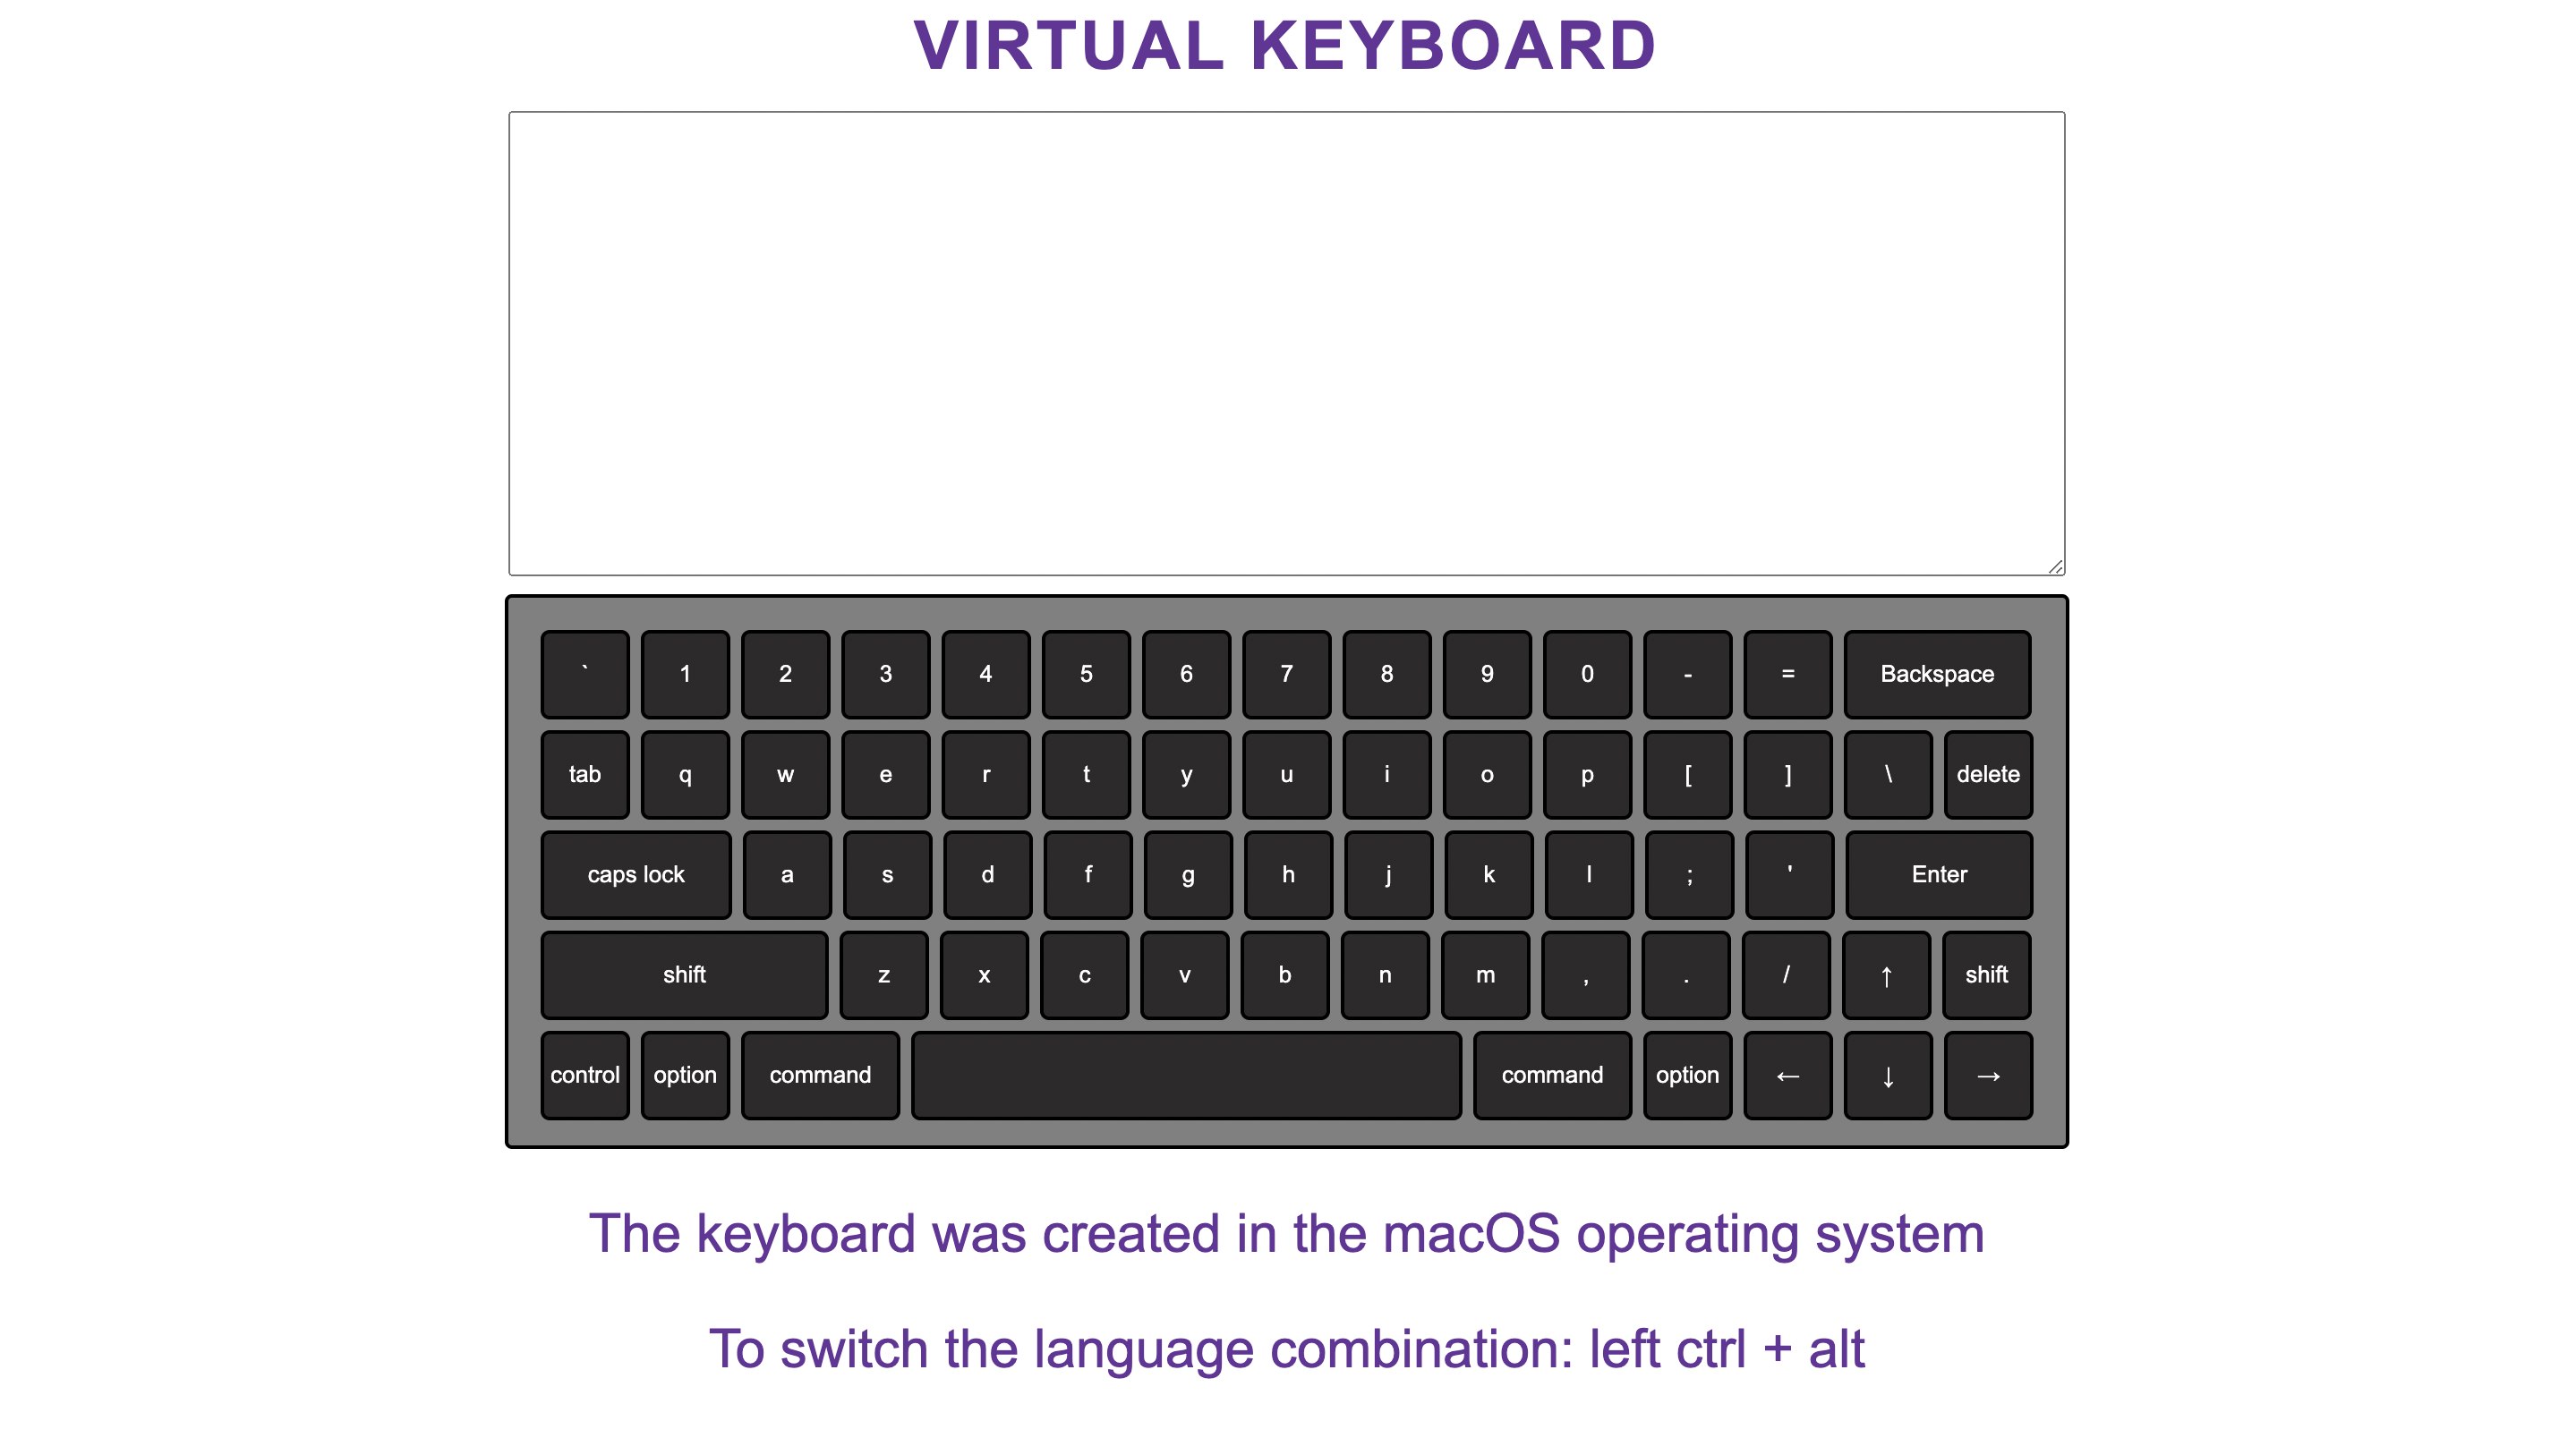 VIRTUAL KEYBOARD
` 1 2 3 4 5 6 7 8 9 0 - = Backspace
tab q w e r t y u i o p [ ] \ delete
caps lock a s d f g h j k l ; ' Enter
shift z x c v b n m , . / ↑ shift
control option command command option ← ↓ →
The keyboard was created in the macOS operating system
To switch the language combination: left ctrl + alt